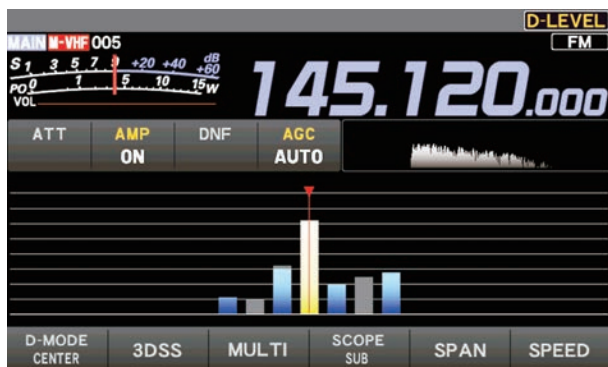 D-LEVEL
MAIN M-VHF 005
FM
S 1 3 5 7 9 +20 +40 +60 dB
PO 0 1 5 10 15 W
VOL
145.120.000
ATT AMP DNF AGC
ON AUTO
D-MODE 3DSS MULTI SCOPE SPAN SPEED
CENTER SUB